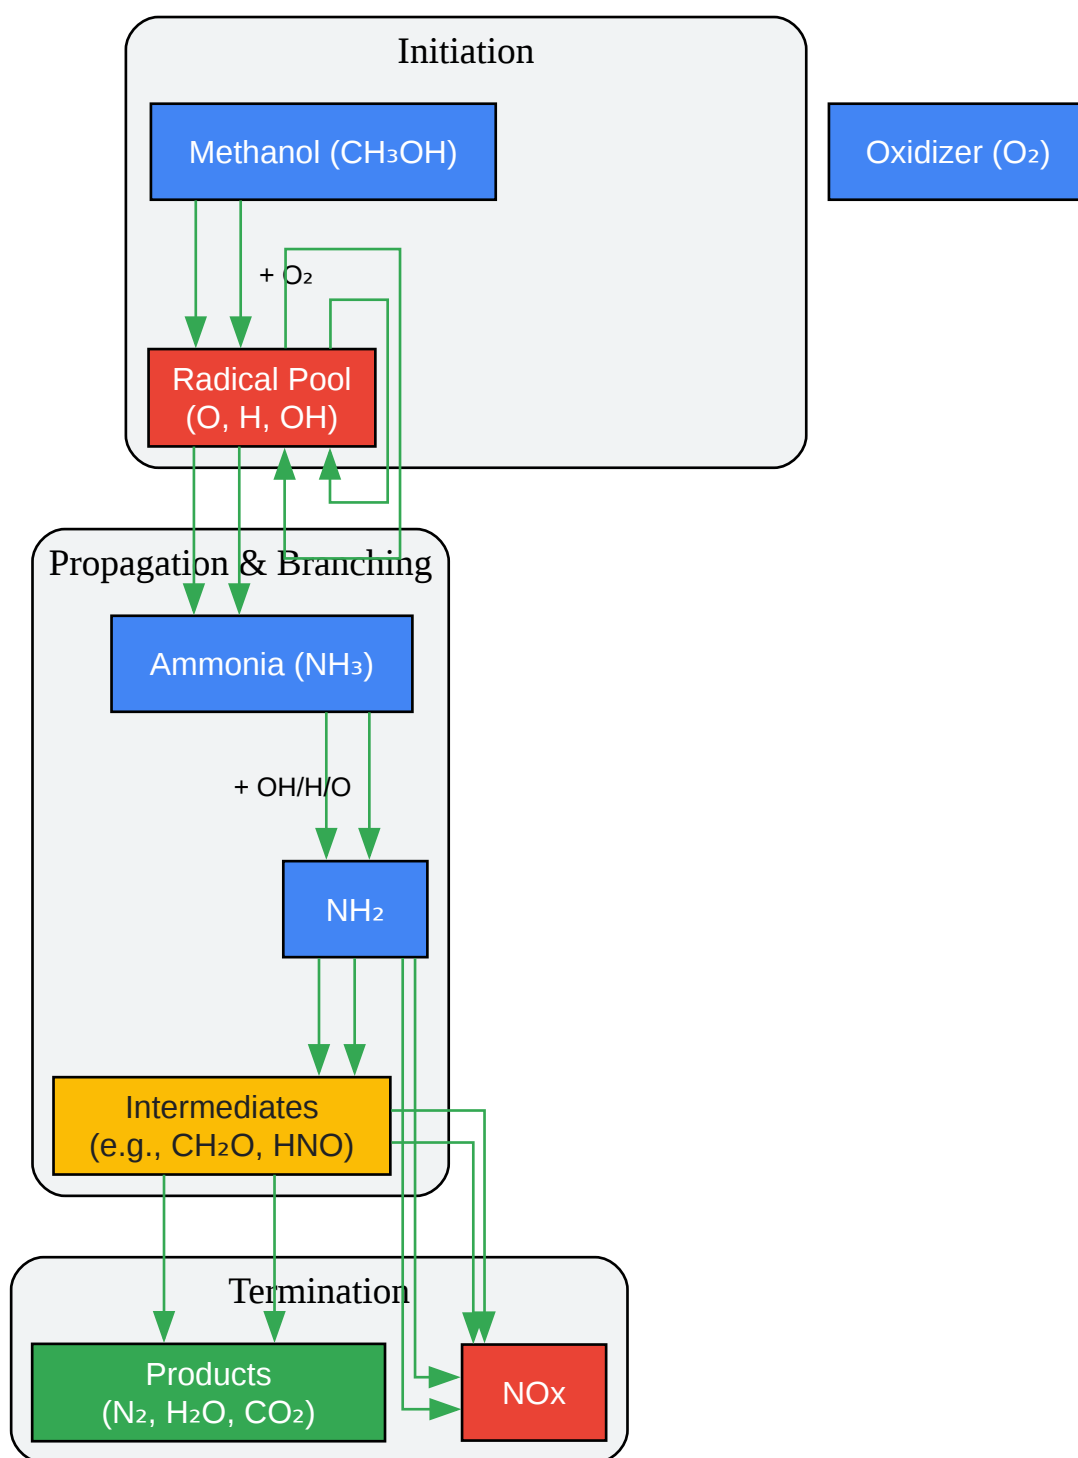 Initiation
Methanol (CH₃OH)
Oxidizer (O₂)
+ O₂
Radical Pool
(O, H, OH)
Propagation & Branching
Ammonia (NH₃)
+ OH/H/O
NH₂
Intermediates
(e.g., CH₂O, HNO)
Termination
Products
(N₂, H₂O, CO₂)
NOx